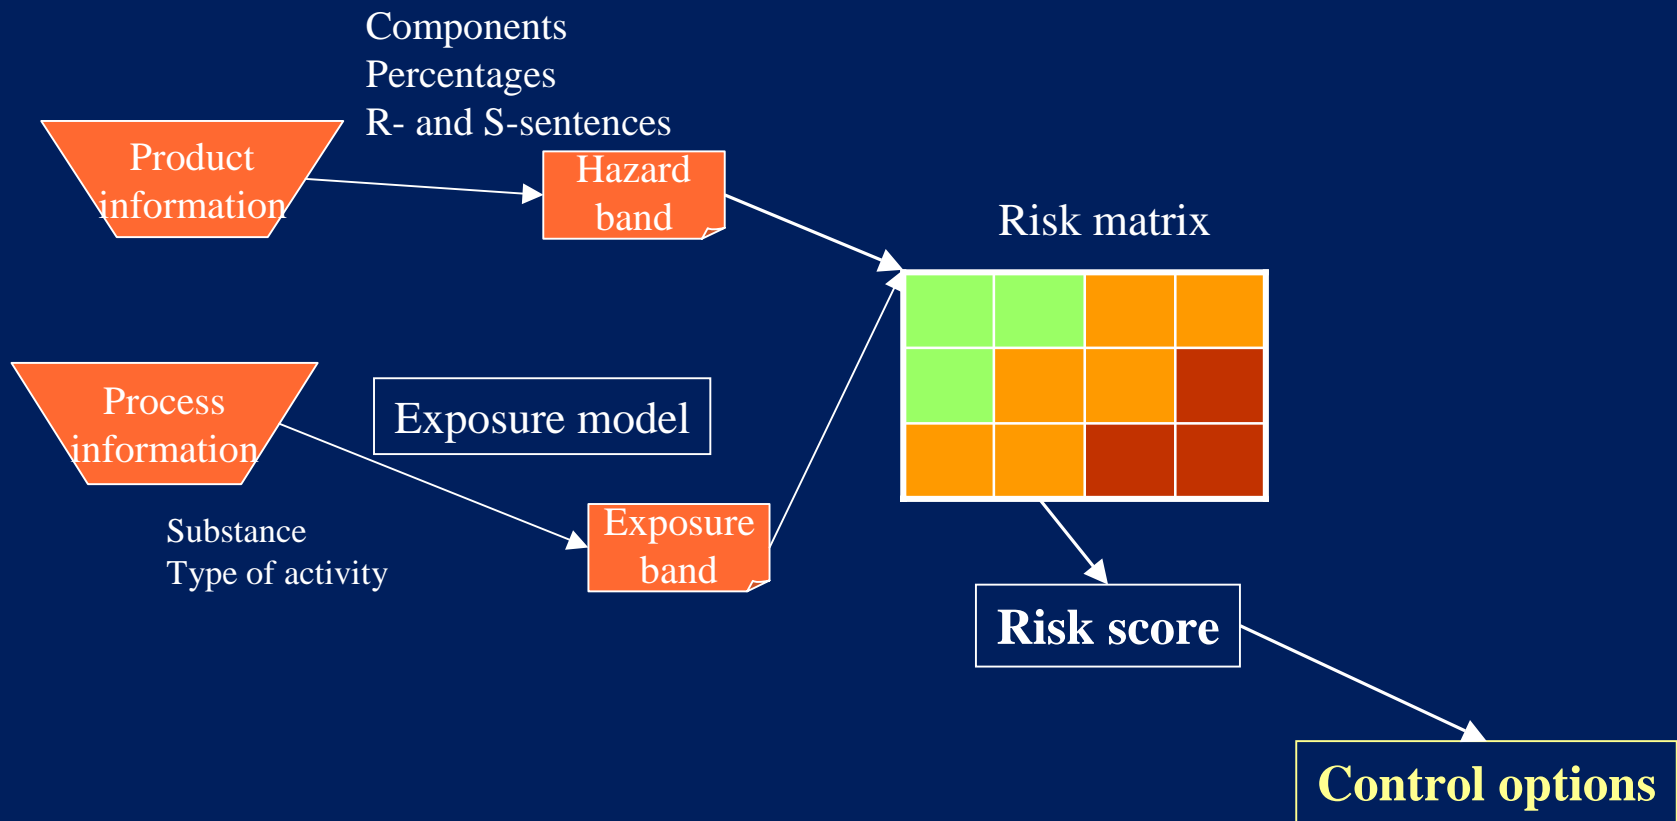 Components
Percentages
R- and S-sentences
Product
information
Hazard
band
Risk matrix
Process
information
Exposure model
Substance
Type of activity
Exposure
band
Risk score
Control options